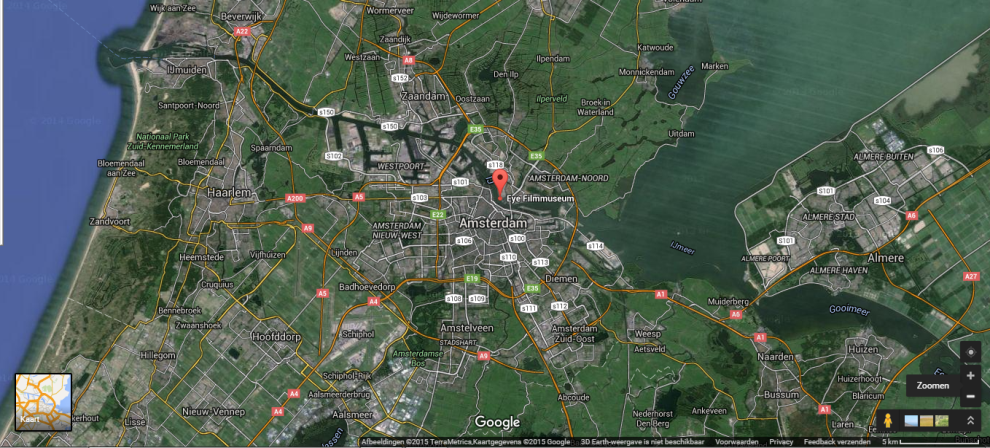 Wijk aan Zee
Beverwijk
A22
IJmuiden
Santpoort-Noord
Nationaal Park
Zuid-Kennemerland
Bloemendaal
aan Zee
Bloemendaal
Spaarndam
Haarlem
Zandvoort
Heemstede
Vijfhuizen
Cruquius
Bennebroek
Zwaanshoek
Hillegom
Hoofddorp
Nieuw-Vennep
Lisse
Wormerveer
Wijdewormer
Zaandijk
Westzaan
A8
s152
Zaandam
Oostzaan
Den Ilp
Ilpendam
Ilperveld
Katwoude
Monnickendam
Marken
Gouwzee
Broek in
Waterland
Uitdam
s150
s150
S102
WESTPOORT
E35
E35
s118
s101
s103
AMSTERDAM-NOORD
Eye Filmmuseum
Amsterdam
A200
A5
A9
E22
AMSTERDAM
NIEUW-WEST
s106
s100
s110
s113
s114
IJmeer
Lijnden
Badhoevedorp
A5
A4
E19
E35
Diemen
s108
s109
s111
s112
Amstelveen
STADSHART
A9
Amsterdam
Zuid-Oost
Schiphol
Schiphol-Rijk
Amsterdamse
Bos
Aalsmeerderbrug
Aalsmeer
A4
A4
Abcoude
Weesp
Aetsveld
Nederhorst
Den Berg
Ankeveen
A1
Muiderberg
A6
A1
Naarden
Bussum
A1
Huizen
Huizerhoogt
Blaricum
Laren
Gooimeer
ALMERE BUITEN
s106
S101
s104
ALMERE STAD
A6
S101
ALMERE POORT
ALMERE HAVEN
Almere
A27
Zoomen
Kaart
Google
Afbeeldingen ©2015 TerraMetrics,Kaartgegevens ©2015 Google
3D Earth-weergave is niet beschikbaar
Voorwaarden
Privacy
Feedback verzenden
5 km